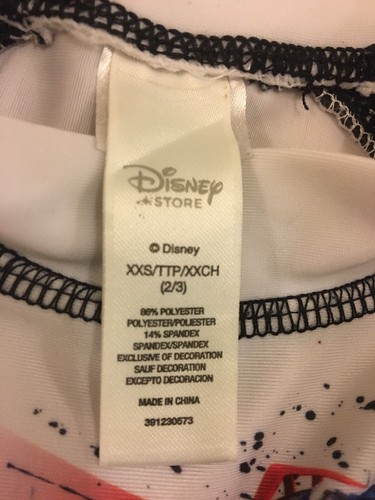 Disney
STORE
© Disney
XXS/TTP/XXCH
(2/3)
86% POLYESTER
POLYESTER/POLIESTER
14% SPANDEX
SPANDEX/SPANDEX
EXCLUSIVE OF DECORATION
SAUF DECORATION
EXCEPTO DECORACION
MADE IN CHINA
391230573